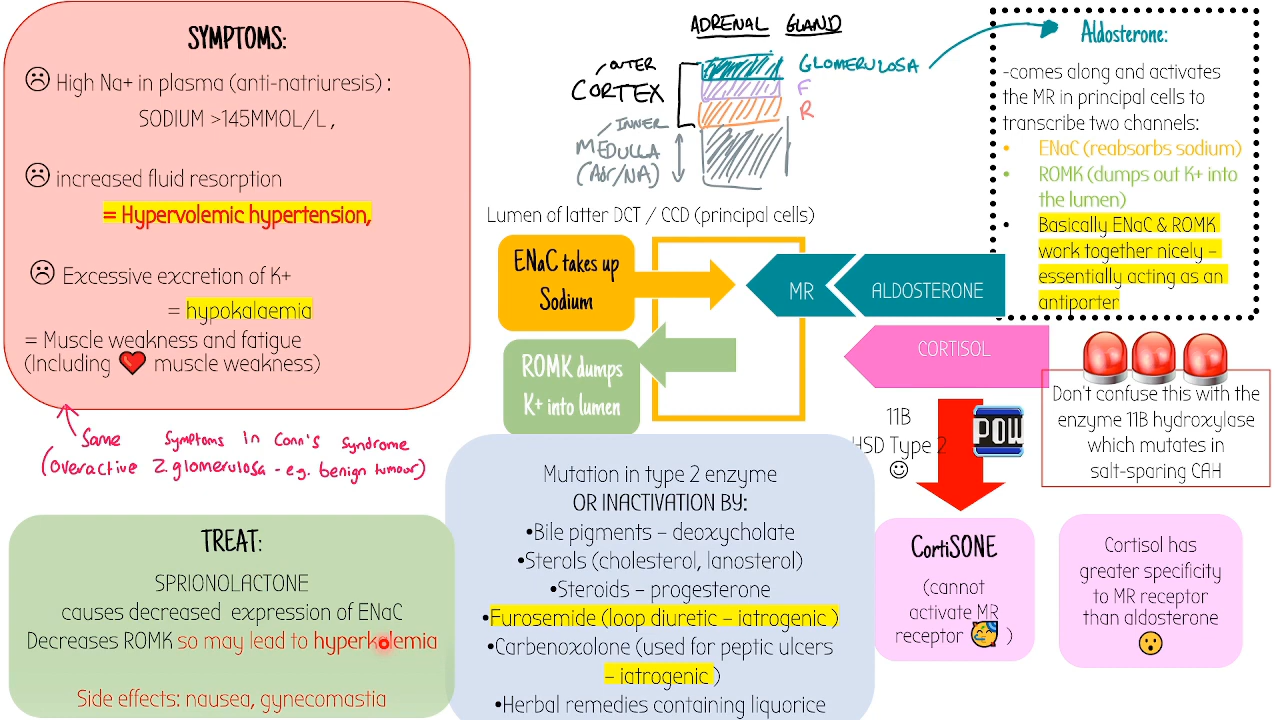 SYMPTOMS:
High Na+ in plasma (anti-natriuresis) :
SODIUM >145MMOL/L ,
increased fluid resorption
= Hypervolemic hypertension,
Excessive excretion of K+
= hypokalaemia
= Muscle weakness and fatigue
(Including muscle weakness)
Same symptoms in Conn's syndrome
(overactive Z.glomerulosa - e.g. benign tumour)
TREAT:
SPRIONOLACTONE
causes decreased expression of ENaC
Decreases ROMK so may lead to hyperkalemia
Side effects: nausea, gynecomastia
ADRENAL GLAND
OUTER
CORTEX
INNER
MEDULLA
(Adr/NA)
GLOMERULOSA
F
R
Lumen of latter DCT / CCD (principal cells)
ENaC takes up
Sodium
ROMK dumps
K+ into lumen
MR
ALDOSTERONE
CORTISOL
11B
HSD Type 2
POW
Mutation in type 2 enzyme
OR INACTIVATION BY:
•Bile pigments – deoxycholate
•Sterols (cholesterol, lanosterol)
•Steroids – progesterone
•Furosemide (loop diuretic – iatrogenic )
•Carbenoxolone (used for peptic ulcers
– iatrogenic )
•Herbal remedies containing liquorice
Aldosterone:
-comes along and activates
the MR in principal cells to
transcribe two channels:
• ENaC (reabsorbs sodium)
• ROMK (dumps out K+ into
the lumen)
• Basically ENaC & ROMK
work together nicely –
essentially acting as an
antiporter
Don't confuse this with the
enzyme 11B hydroxylase
which mutates in
salt-sparing CAH
CortiSONE
(cannot
activate MR
receptor )
Cortisol has
greater specificity
to MR receptor
than aldosterone